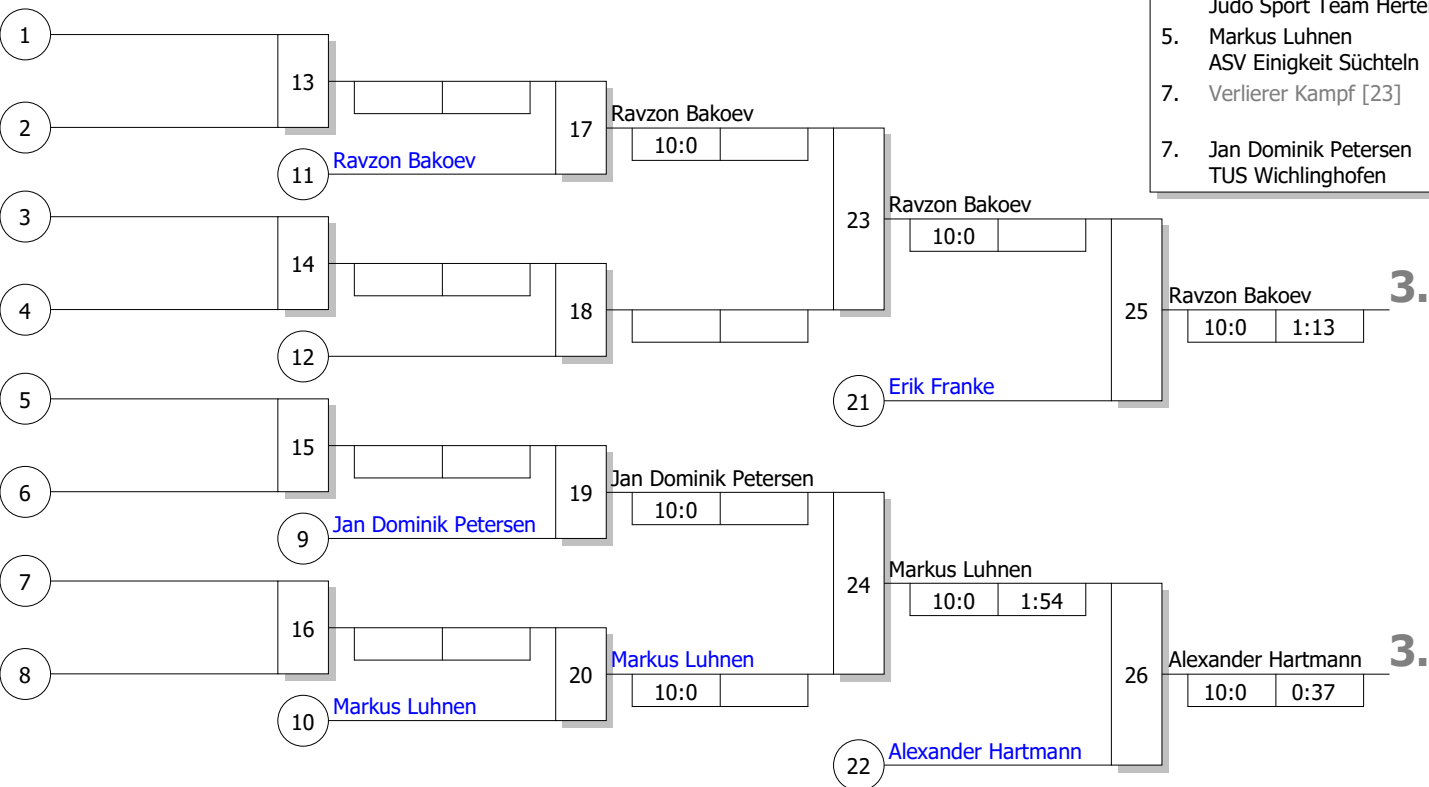 Judo Sport Team Herten
5. Markus Luhnen
ASV Einigkeit Süchteln
7. Verlierer Kampf [23]
7. Jan Dominik Petersen
TUS Wichlinghofen
1
13
2
17
Ravzon Bakoev
10:0
11
Ravzon Bakoev
3
23
Ravzon Bakoev
10:0
14
4
18
25
Ravzon Bakoev
3.
10:0 1:13
12
5
21
Erik Franke
15
6
19
Jan Dominik Petersen
10:0
9
Jan Dominik Petersen
7
24
Markus Luhnen
10:0 1:54
16
8
20
Markus Luhnen
10:0
26
Alexander Hartmann
3.
10:0 0:37
10
Markus Luhnen
22
Alexander Hartmann